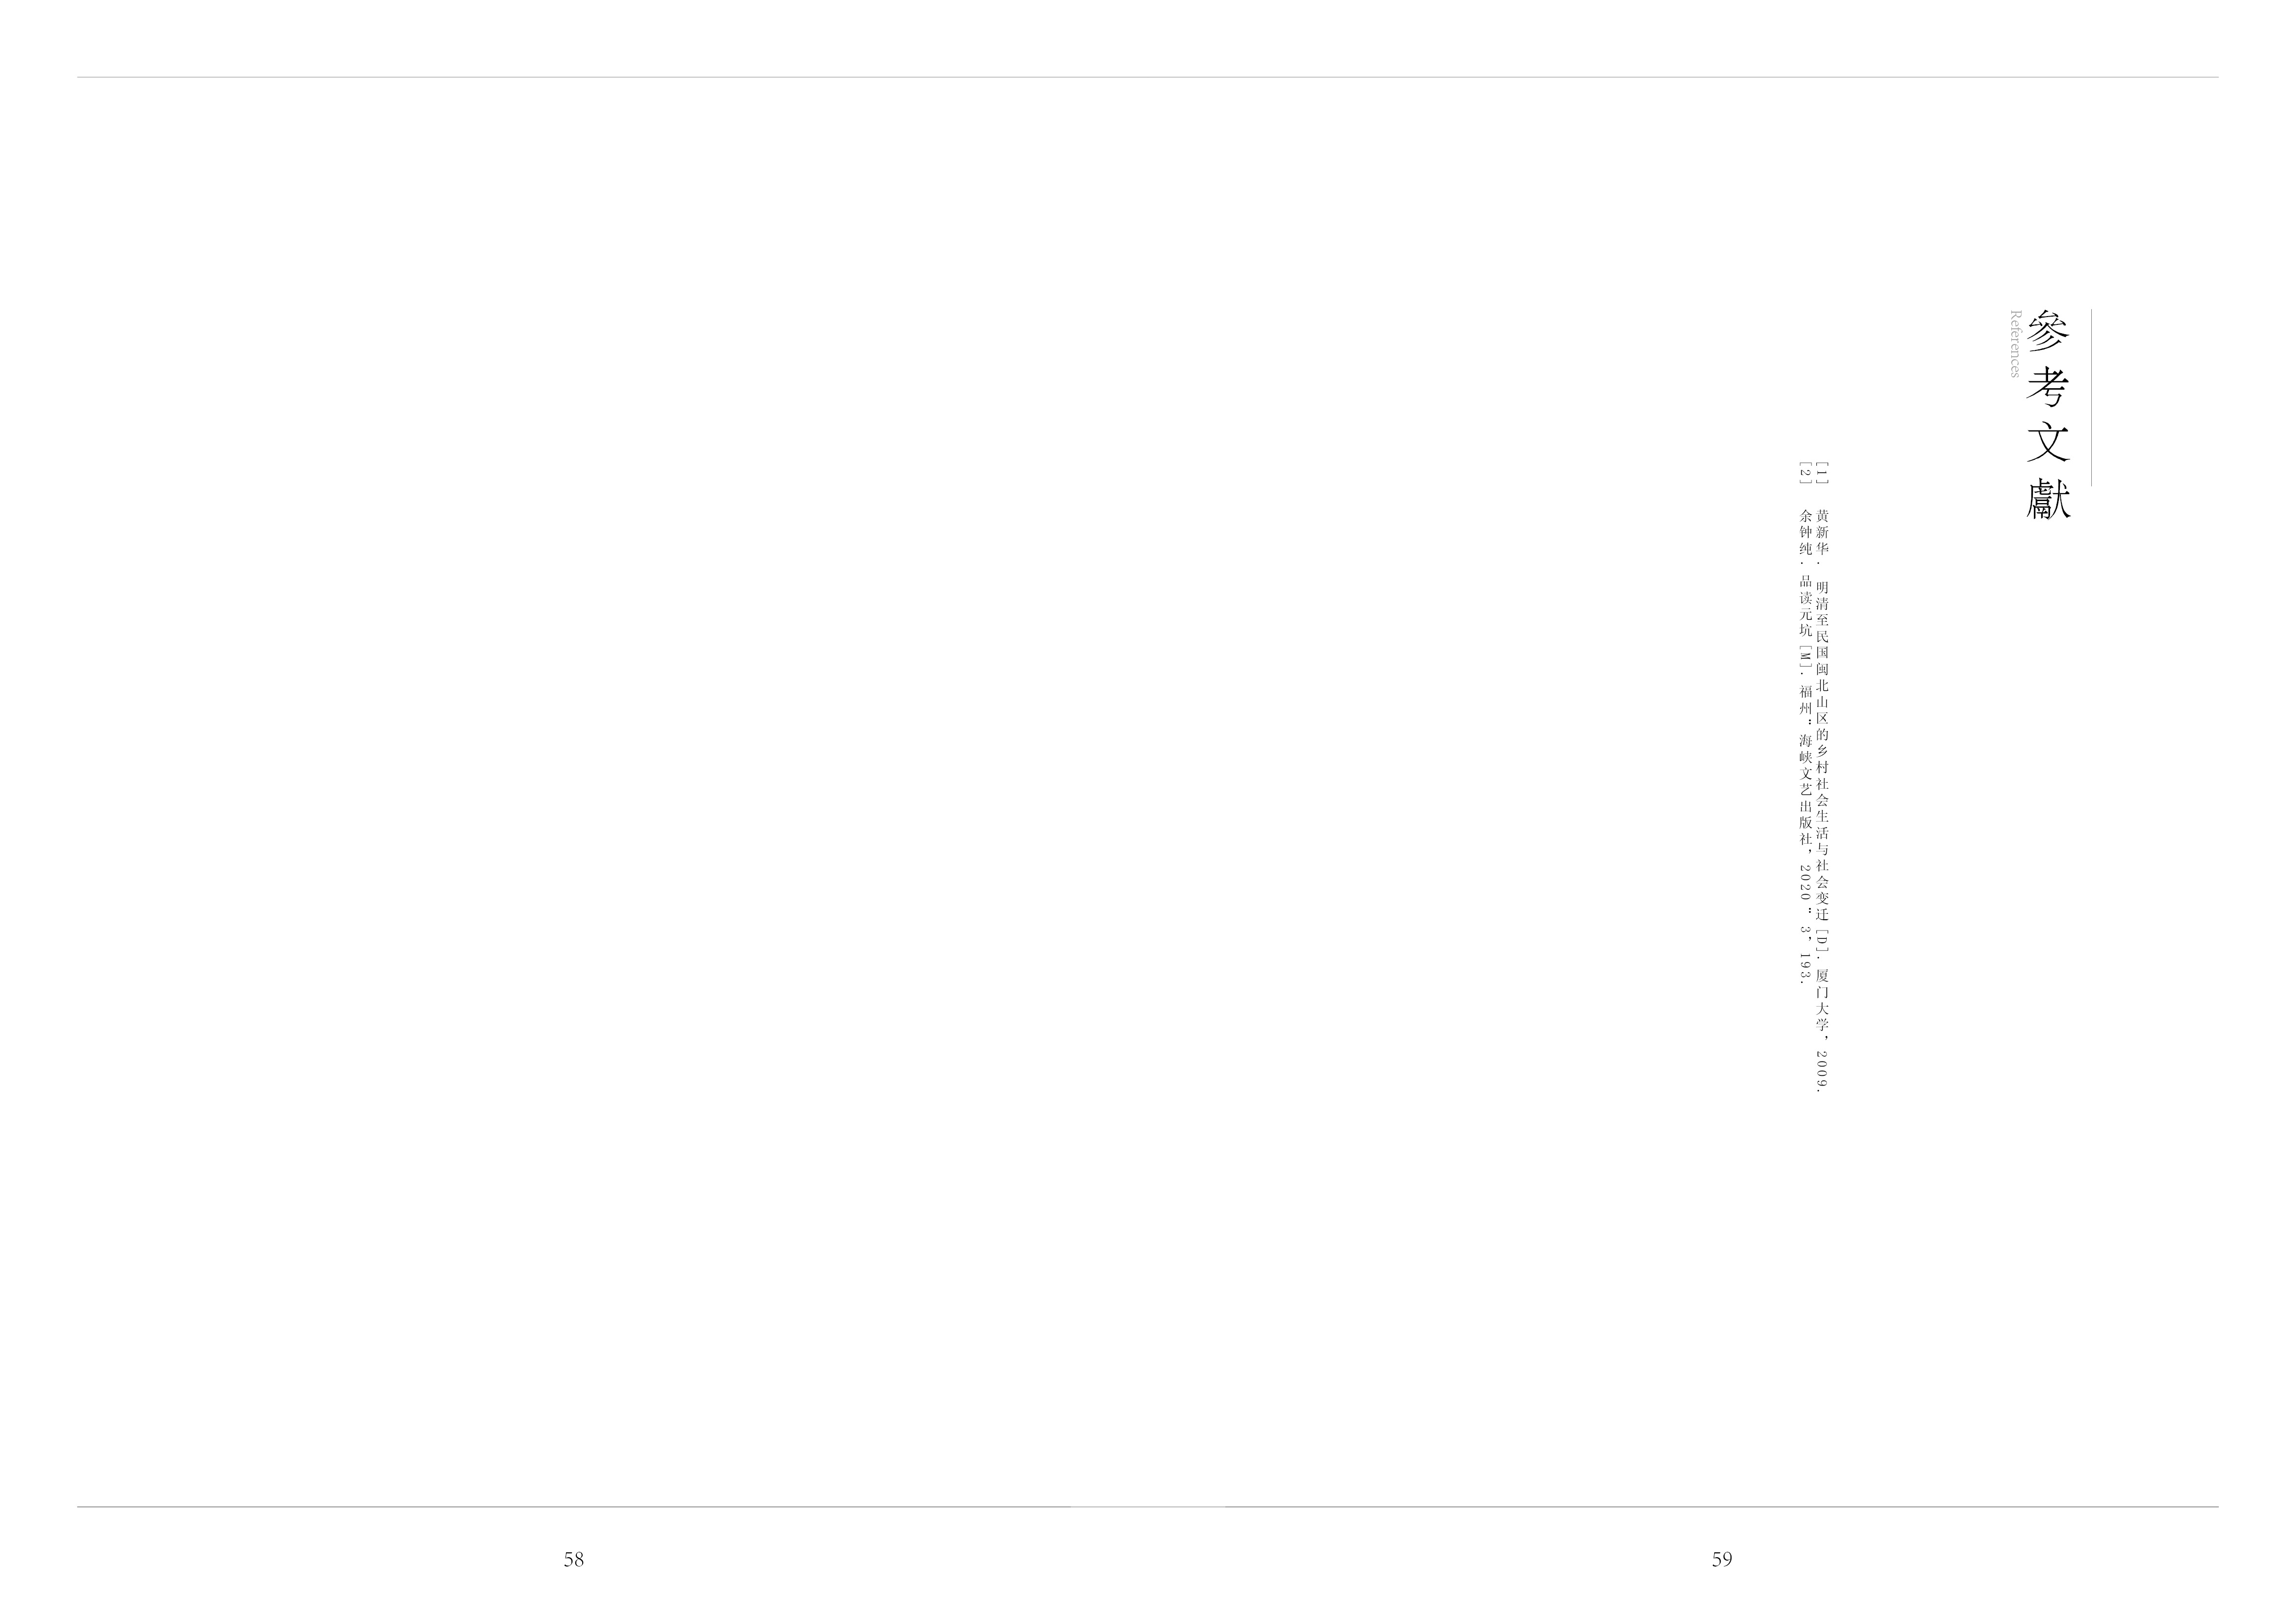 參考文獻
References
[1] 黄新华. 明清至民国闽北山区的乡村社会生活与社会变迁[D]. 厦门大学，2009.
[2] 余钟纯. 品读元坑[M]. 福州：海峡文艺出版社，2020：3，193.
58
59